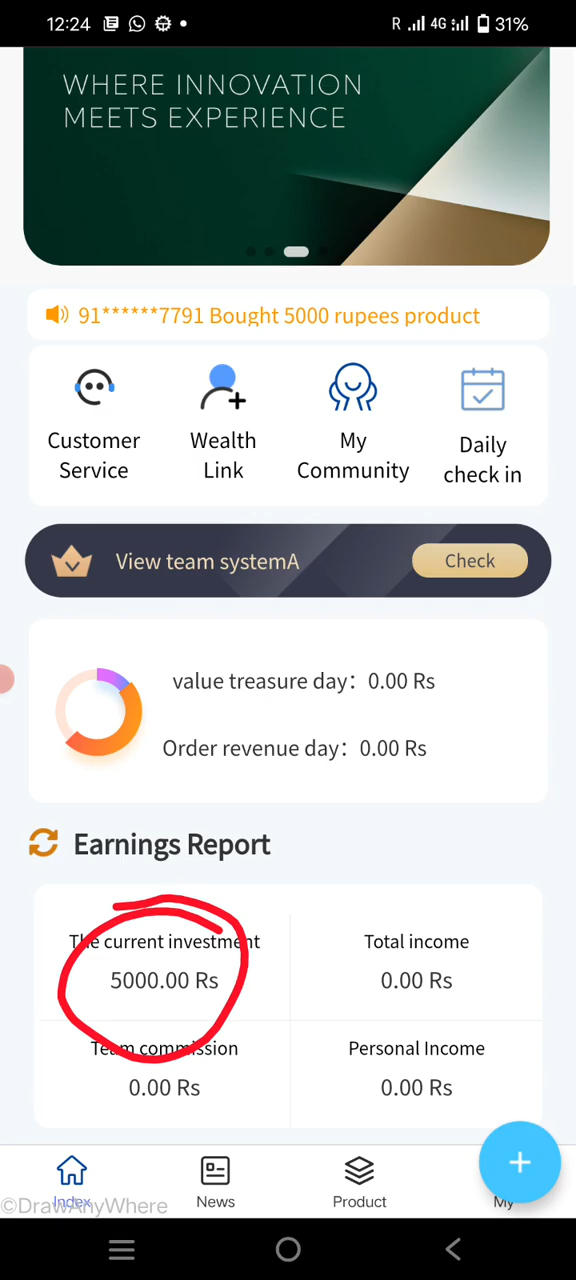 12:24 R 4G 31%
WHERE INNOVATION
MEETS EXPERIENCE
91******7791 Bought 5000 rupees product
Customer Service
Wealth Link
My Community
Daily check in
View team systemA Check
value treasure day：0.00 Rs
Order revenue day：0.00 Rs
Earnings Report
The current investment Total income
5000.00 Rs 0.00 Rs
Team commission Personal Income
0.00 Rs 0.00 Rs
+
Index News Product My
©DrawAnyWhere